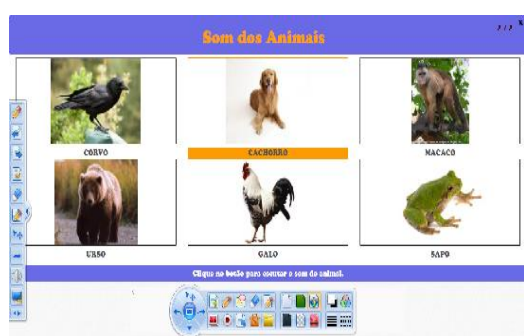 Som dos Animais
CORVO
CACHORRO
MACACO
URSO
GALO
SAPO
Clique no botão para escutar o som do animal.